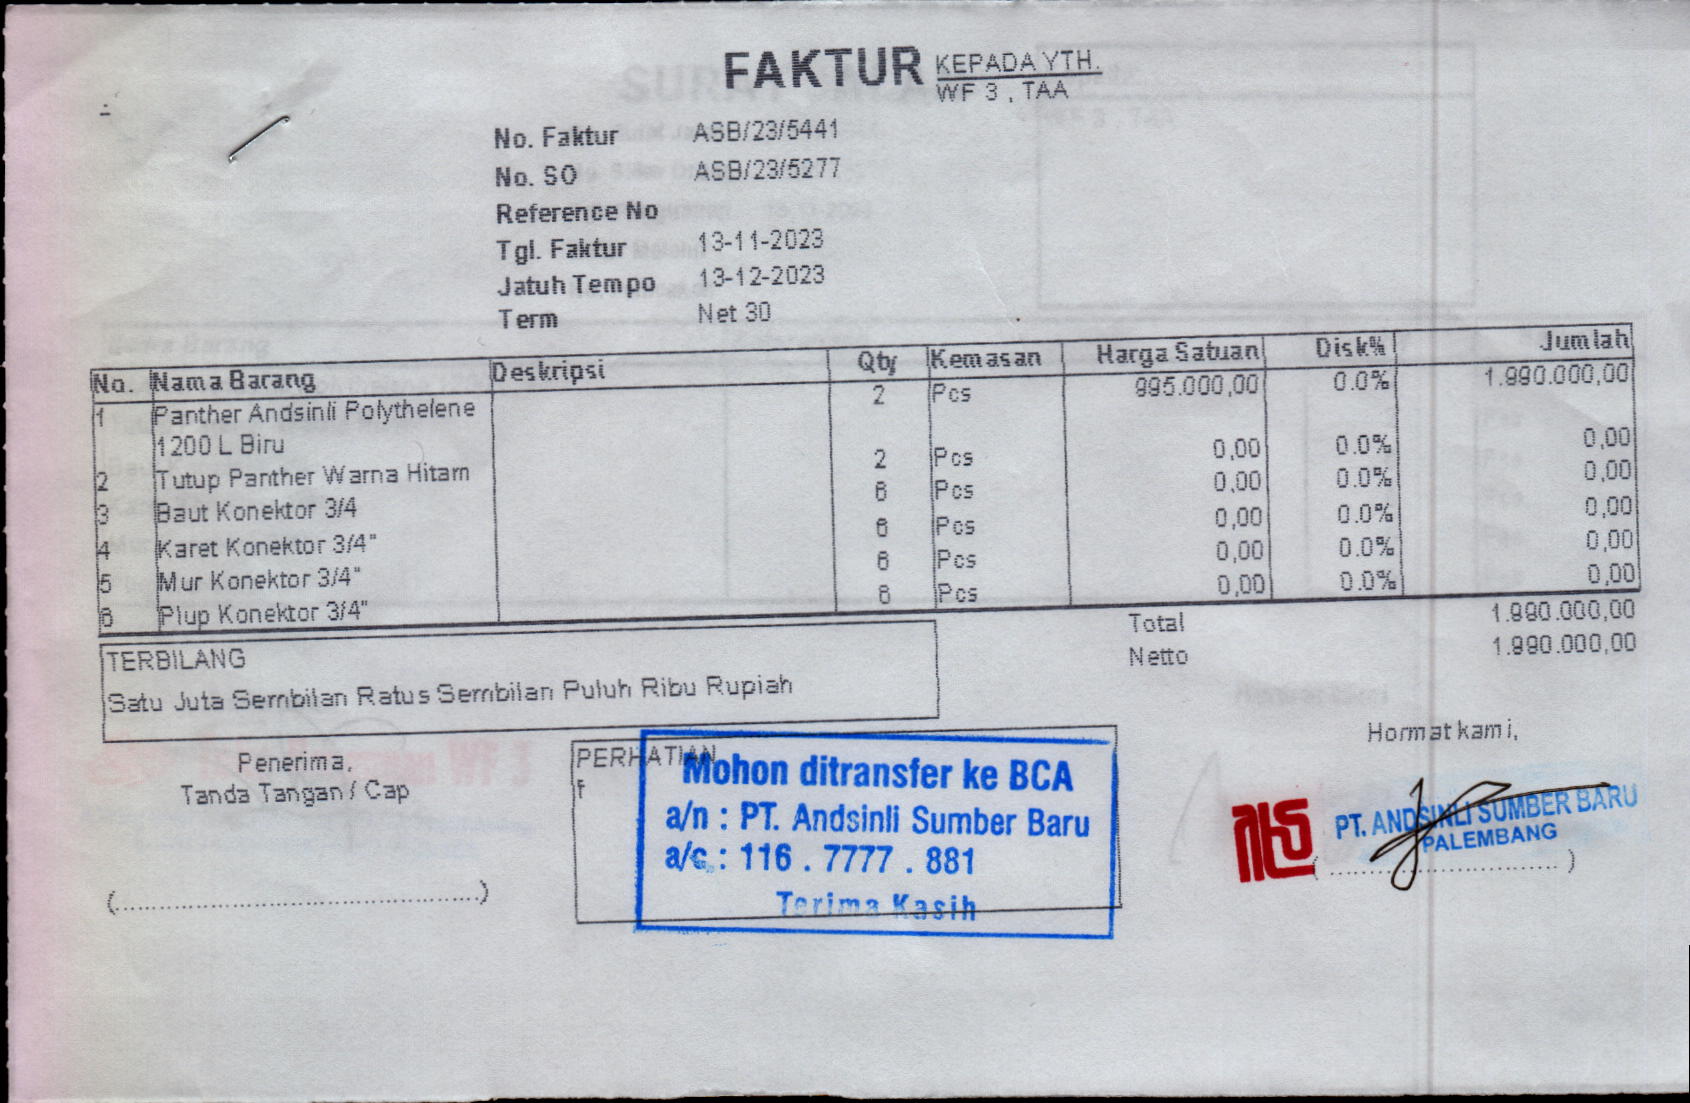 FAKTUR
KEPADA YTH.
WF 3 , TAA
No. Faktur ASB/23/5441
No. SO ASB/23/5277
Reference No
Tgl. Faktur 13-11-2023
Jatuh Tempo 13-12-2023
Term Net 30
No. Nama Barang Deskripsi Qty Kemasan Harga Satuan Disk% Jumlah
1 Panther Andsinli Polythelene 2 Pcs 995.000,00 0.0% 1.990.000,00
1200 L Biru
2 Tutup Panther Warna Hitam 2 Pcs 0,00 0.0% 0,00
3 Baut Konektor 3/4 6 Pcs 0,00 0.0% 0,00
4 Karet Konektor 3/4" 6 Pcs 0,00 0.0% 0,00
5 Mur Konektor 3/4" 6 Pcs 0,00 0.0% 0,00
6 Plup Konektor 3/4" 6 Pcs 0,00 0.0% 0,00
Total 1.990.000,00
Netto 1.990.000,00
TERBILANG
Satu Juta Sembilan Ratus Sembilan Puluh Ribu Rupiah
Penerima,
Tanda Tangan / Cap
(......................................................)
PERHATIAN
F
Mohon ditransfer ke BCA
a/n : PT. Andsinli Sumber Baru
a/c. : 116 . 7777 . 881
Terima Kasih
Hormat kami,
PT. ANDSINLI SUMBER BARU
PALEMBANG
(..................................)